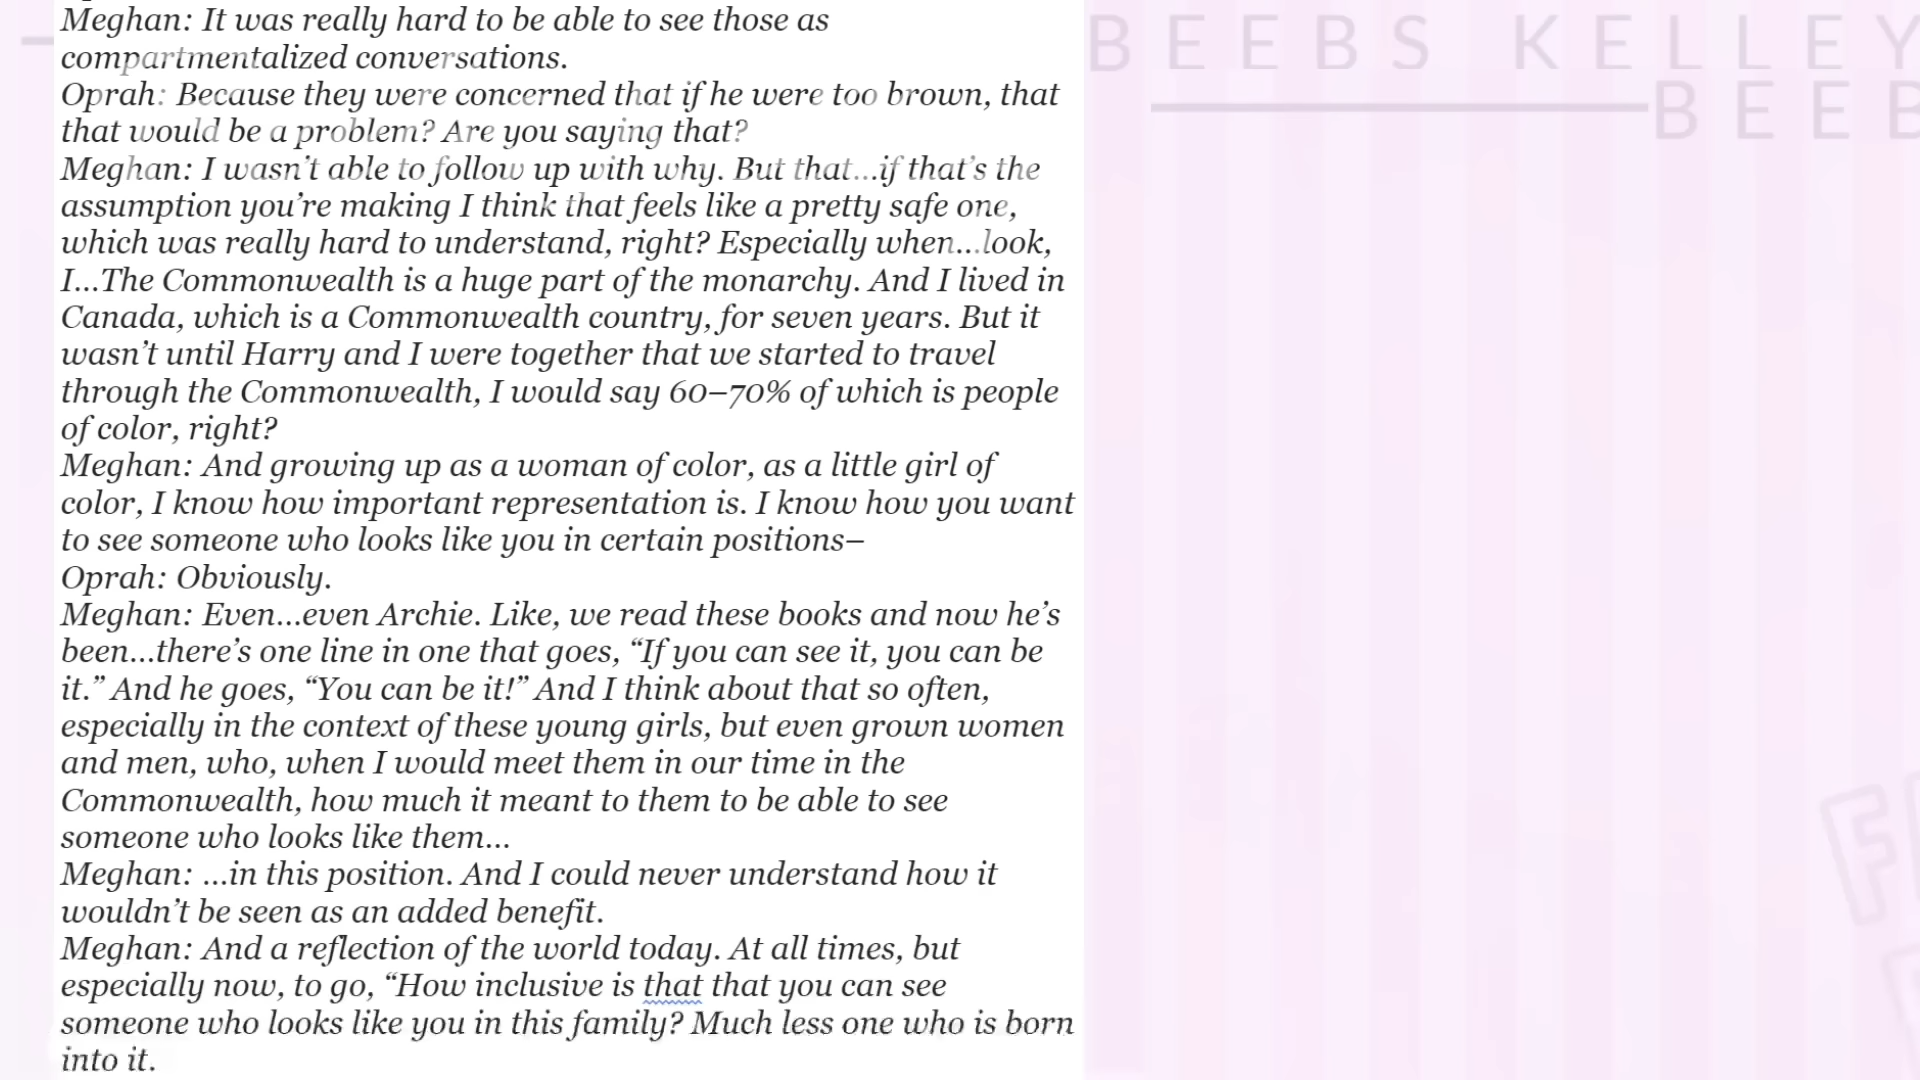 Meghan: It was really hard to be able to see those as
compartmentalized conversations.
Oprah: Because they were concerned that if he were too brown, that
that would be a problem? Are you saying that?
Meghan: I wasn’t able to follow up with why. But that…if that’s the
assumption you’re making I think that feels like a pretty safe one,
which was really hard to understand, right? Especially when…look,
I…The Commonwealth is a huge part of the monarchy. And I lived in
Canada, which is a Commonwealth country, for seven years. But it
wasn’t until Harry and I were together that we started to travel
through the Commonwealth, I would say 60–70% of which is people
of color, right?
Meghan: And growing up as a woman of color, as a little girl of
color, I know how important representation is. I know how you want
to see someone who looks like you in certain positions–
Oprah: Obviously.
Meghan: Even…even Archie. Like, we read these books and now he’s
been…there’s one line in one that goes, “If you can see it, you can be
it.” And he goes, “You can be it!” And I think about that so often,
especially in the context of these young girls, but even grown women
and men, who, when I would meet them in our time in the
Commonwealth, how much it meant to them to be able to see
someone who looks like them…
Meghan: …in this position. And I could never understand how it
wouldn’t be seen as an added benefit.
Meghan: And a reflection of the world today. At all times, but
especially now, to go, “How inclusive is that that you can see
someone who looks like you in this family? Much less one who is born
into it.
BEEBS KELLEY
BEEB